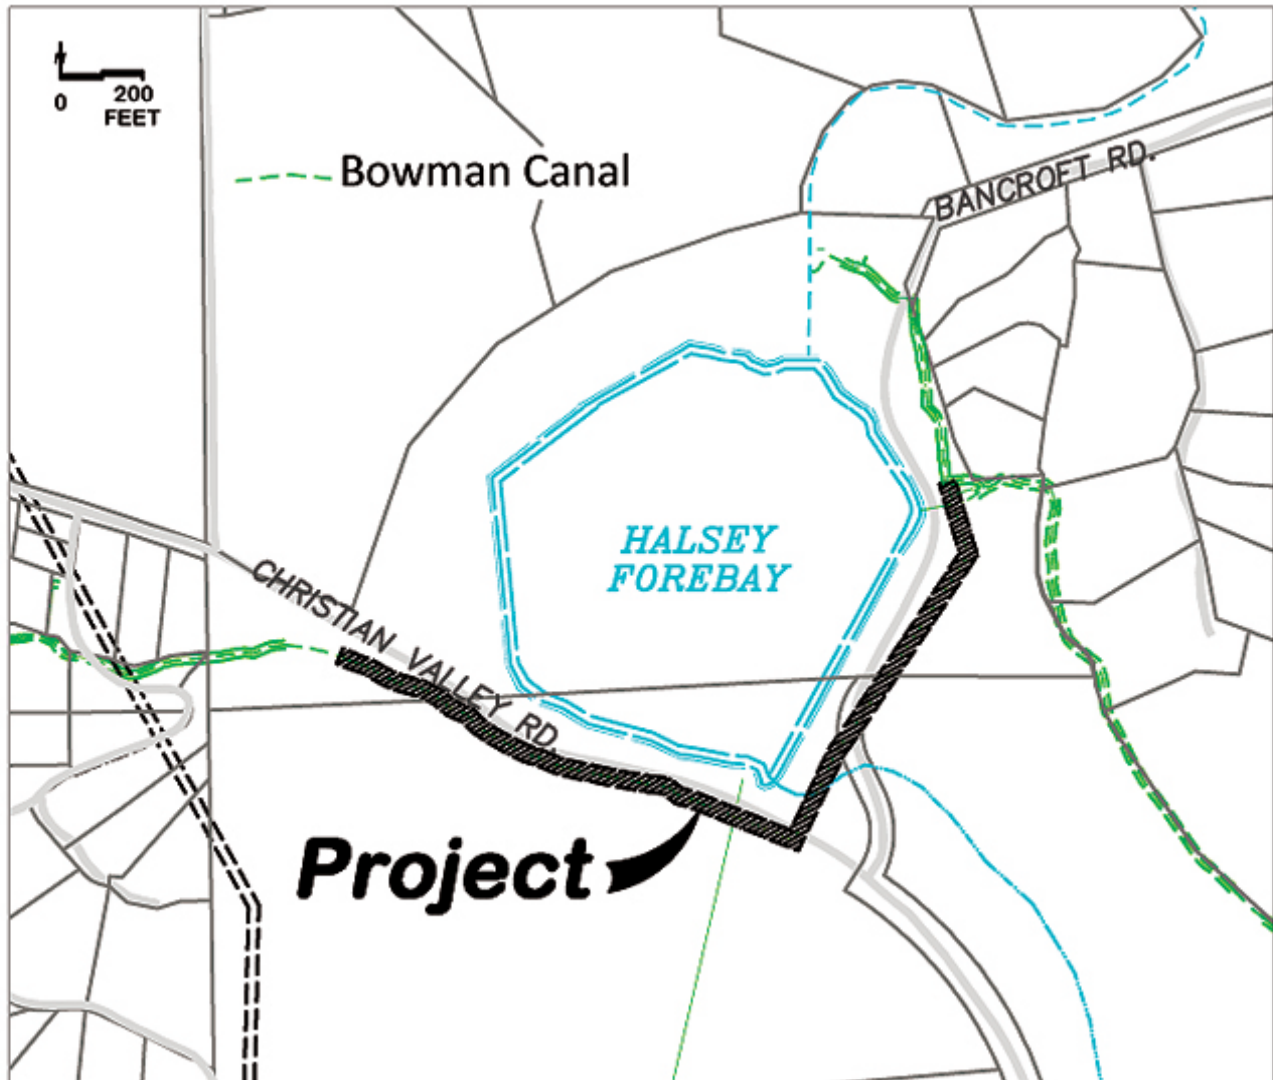 0 200
FEET
Bowman Canal
BANCROFT RD.
HALSEY
FOREBAY
CHRISTIAN VALLEY RD.
Project